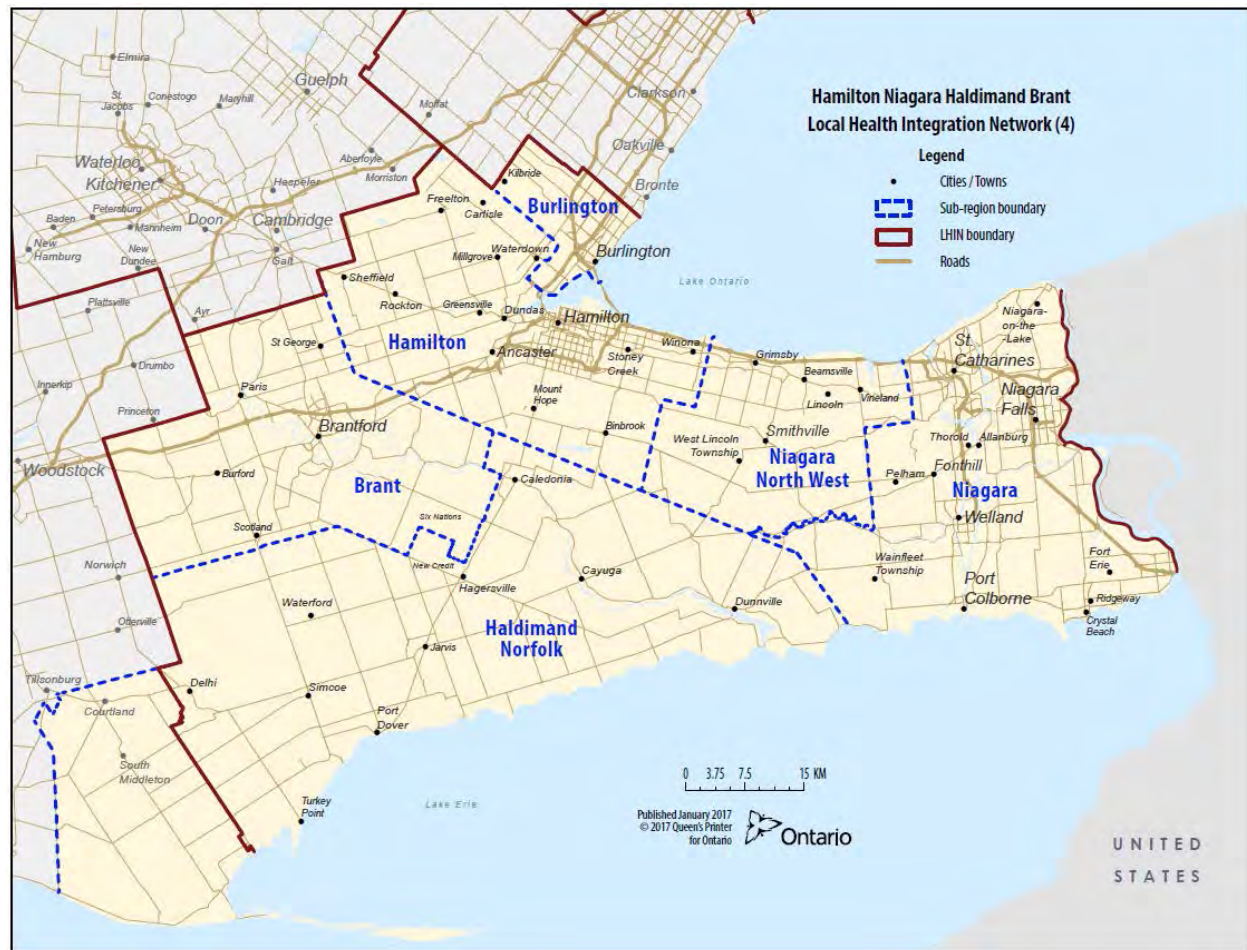 Hamilton Niagara Haldimand Brant
Local Health Integration Network (4)
Legend
Cities / Towns
Sub-region boundary
LHIN boundary
Roads
Elmira
Guelph
St.
Jacobs
Conestogo
Maryhill
Moffat
Clarkson
Waterloo
Kitchener
Aberfoyle
Morriston
Oakville
Hespeler
Bronte
Baden
Petersburg
Mannheim
Doon
Cambridge
New
Hamburg
New
Dundee
Galt
Kilbride
Freelton
Carlisle
Burlington
Millgrove
Waterdown
Burlington
Lake Ontario
Plattsville
Ayr
Sheffield
Rockton
Greensville
Dundas
Hamilton
Niagara-
on-the
-Lake
St George
Hamilton
Ancaster
Stoney
Creek
Winona
Grimsby
St.
Catharines
Drumbo
Innerkip
Princeton
Paris
Mount
Hope
Beamsville
Lincoln
Vineland
Niagara
Falls
Brantford
Binbrook
West Lincoln
Township
Smithville
Thorold
Allanburg
Woodstock
Burford
Brant
Caledonia
Niagara
North West
Pelham
Fonthill
Niagara
Scotland
Six Nations
Welland
Norwich
New Credit
Hagersville
Cayuga
Wainfleet
Township
Fort
Erie
Waterford
Dunnville
Port
Colborne
Ridgeway
Crystal
Beach
Otterville
Haldimand
Norfolk
Jarvis
Tillsonburg
Courtland
Delhi
Simcoe
Port
Dover
South
Middleton
Turkey
Point
Lake Erie
0 3.75 7.5 15 KM
Published January 2017
© 2017 Queen's Printer
for Ontario
Ontario
UNITED
STATES